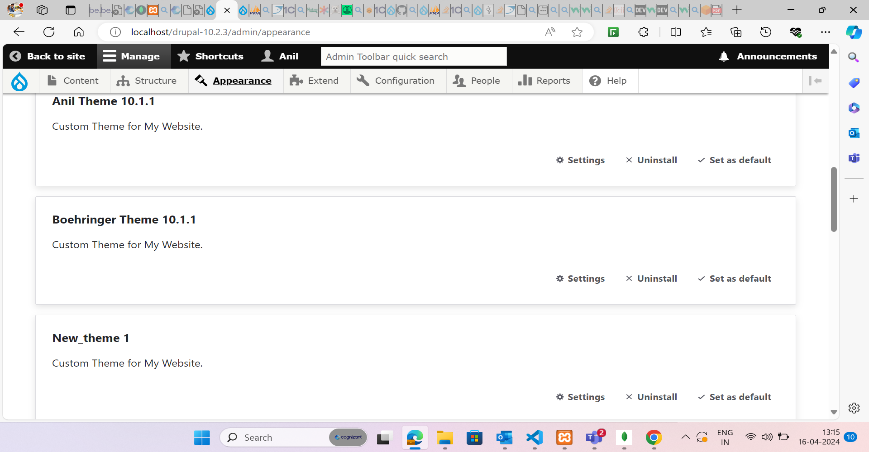 localhost/drupal-10.2.3/admin/appearance
Back to site Manage Shortcuts Anil Admin Toolbar quick search Announcements
Content Structure Appearance Extend Configuration People Reports Help
Anil Theme 10.1.1
Custom Theme for My Website.
Settings Uninstall Set as default
Boehringer Theme 10.1.1
Custom Theme for My Website.
Settings Uninstall Set as default
New_theme 1
Custom Theme for My Website.
Settings Uninstall Set as default
Search cognizant 2 ENG 13:15
IN 16-04-2024 10